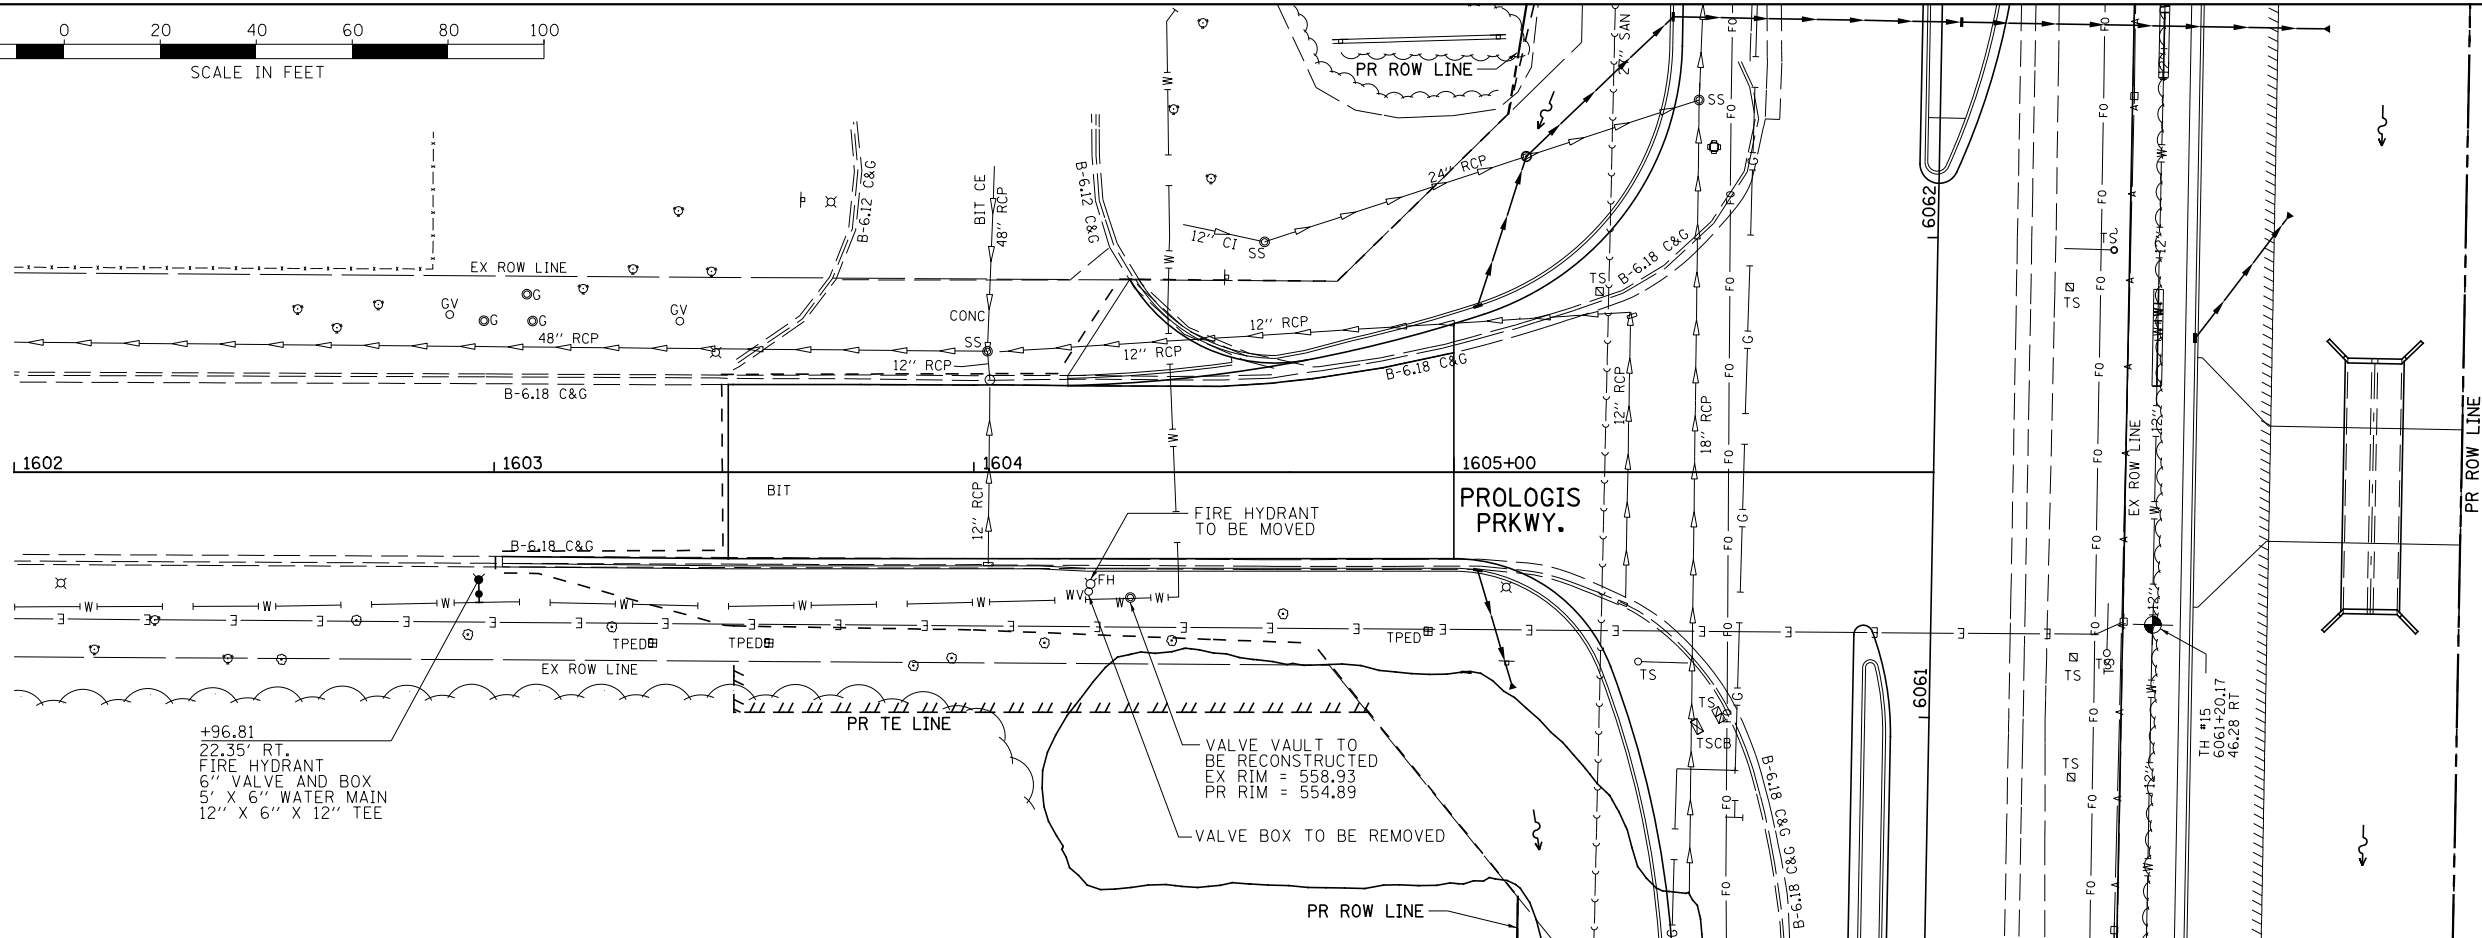 0 20 40 60 80 100
SCALE IN FEET
PR ROW LINE
27'' SAN
FO
FO
W
12''
SS
24'' RCP
G
B-6.12 C&G
BIT CE
48'' RCP
B-6.12 C&G
W
12'' CI
SS
6062
EX ROW LINE
B-6.18 C&G
TS
TS
TS
GV
G
G
G
GV
CONC
48'' RCP
SS
12'' RCP
12'' RCP
12'' RCP
B-6.18 C&G
B-6.18 C&G
12'' RCP
18'' RCP
EX ROW LINE
PR ROW LINE
1602
1603
1604
1605+00
BIT
12'' RCP
PROLOGIS
PRKWY.
FIRE HYDRANT
TO BE MOVED
B-6.18 C&G
FH
WV
W
W
W
W
W
W
W
W
W
E E E E E E E E E E E E
TPED
TPED
TPED
EX ROW LINE
TS
TS
TS
TS
TS
TSCB
6061
TH #15
6061+20.17
46.28 RT
PR TE LINE
+96.81
22.35' RT.
FIRE HYDRANT
6'' VALVE AND BOX
5' X 6'' WATER MAIN
12'' X 6'' X 12'' TEE
VALVE VAULT TO
BE RECONSTRUCTED
EX RIM = 558.93
PR RIM = 554.89
VALVE BOX TO BE REMOVED
B-6.18 C&G
B-6.18 C&G
PR ROW LINE